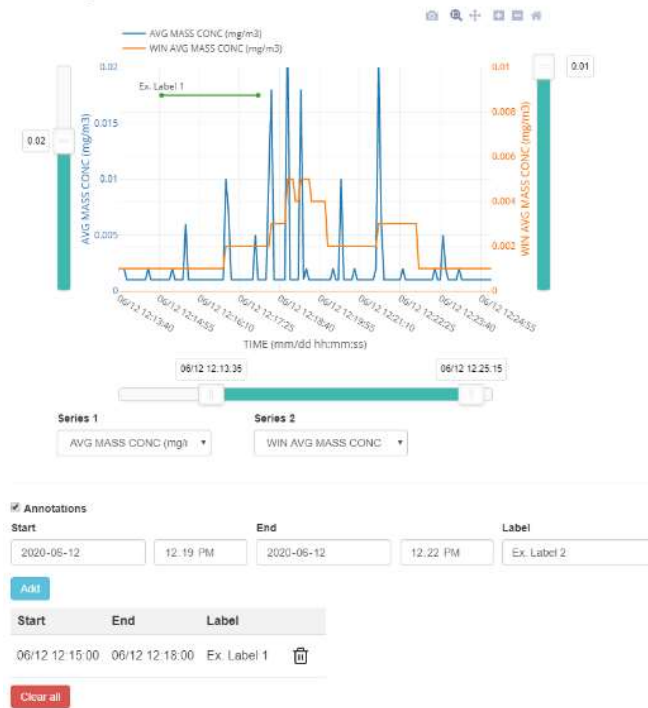 AVG MASS CONC (mg/m3)
WIN AVG MASS CONC (mg/m3)
0.02
0.01
0.01
Ex. Label 1
0.008
0.015
0.02
0.006
0.01
0.004
0.005
0.002
0
0
AVG MASS CONC (mg/m3)
WIN AVG MASS CONC (mg/m3)
06/12 12:13:40
06/12 12:14:55
06/12 12:16:10
06/12 12:17:25
06/12 12:18:40
06/12 12:19:55
06/12 12:21:10
06/12 12:22:25
06/12 12:23:40
06/12 12:24:55
TIME (mm/dd hh:mm:ss)
06/12 12:13:35 06/12 12:25:15
Series 1 Series 2
AVG MASS CONC (mg/ WIN AVG MASS CONC
Annotations
Start End Label
2020-06-12 12:19 PM 2020-06-12 12:22 PM Ex. Label 2
Add
Start End Label
06/12 12:15:00 06/12 12:18:00 Ex. Label 1
Clear all